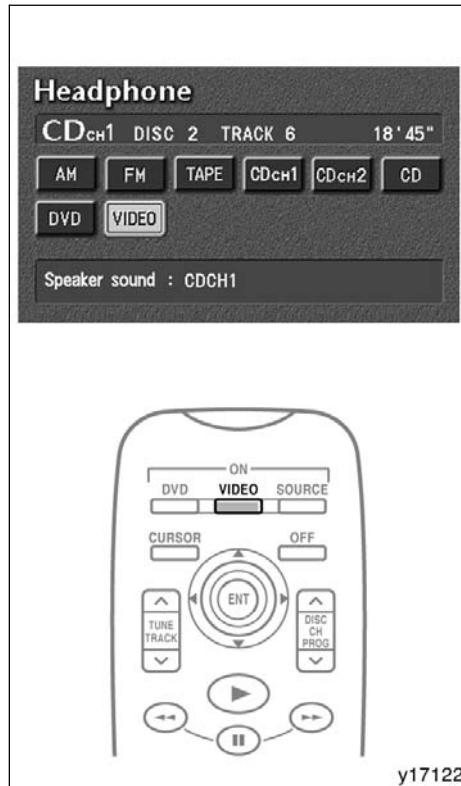 Headphone
CDCH1 DISC 2 TRACK 6 18'45"
AM FM TAPE CDCH1 CDCH2 CD
DVD VIDEO
Speaker sound : CDCH1
ON
DVD VIDEO SOURCE
CURSOR OFF
ENT
TUNE
TRACK
DISC
CH
PROG
y17122